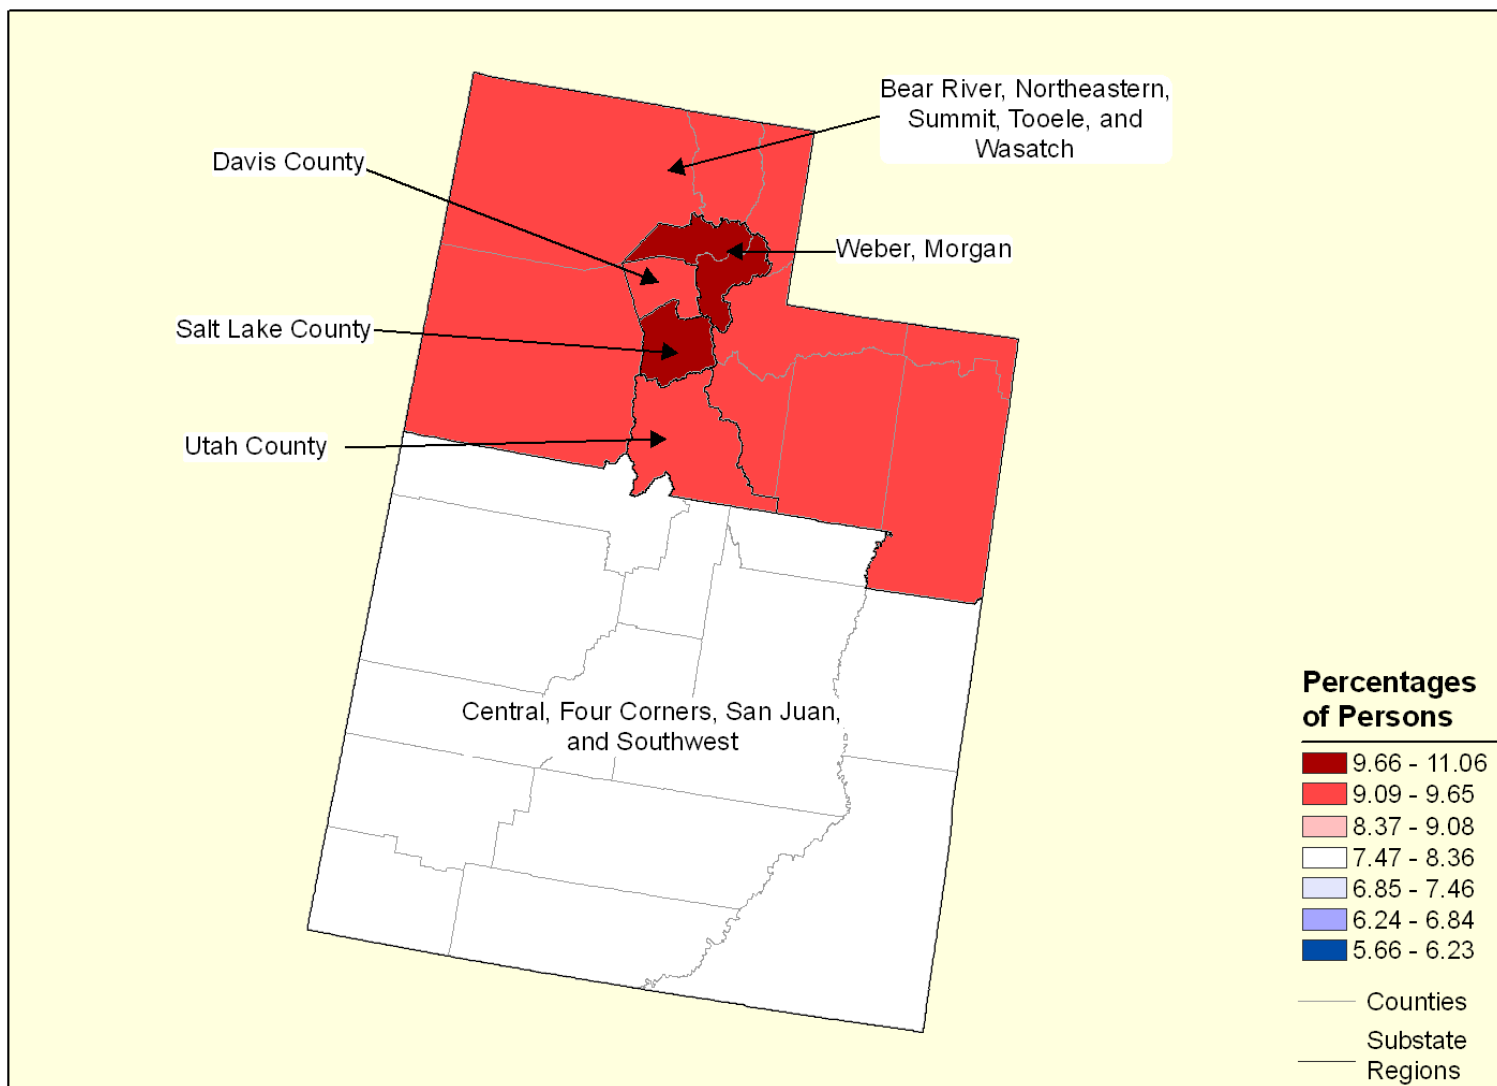 Bear River, Northeastern,
Summit, Tooele, and
Wasatch
Davis County
Weber, Morgan
Salt Lake County
Utah County
Central, Four Corners, San Juan,
and Southwest
Percentages
of Persons
9.66 - 11.06
9.09 - 9.65
8.37 - 9.08
7.47 - 8.36
6.85 - 7.46
6.24 - 6.84
5.66 - 6.23
Counties
Substate
Regions